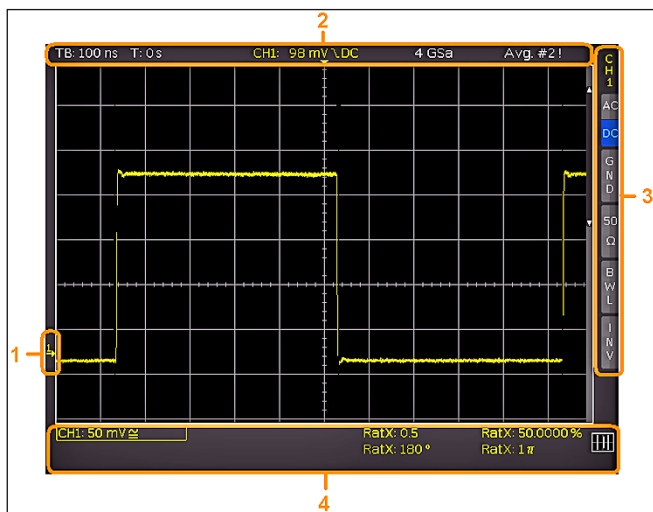 2
TB: 100 ns T: 0 s CH1: 98 mV DC 4 GSa Avg. #2!
CH1
AC
DC
GND
50 Ω
BWL
INV
3
1
1
CH1: 50 mV≅ RatX: 0.5 RatX: 50.0000 %
RatX: 180 ° RatX: 1 π
4